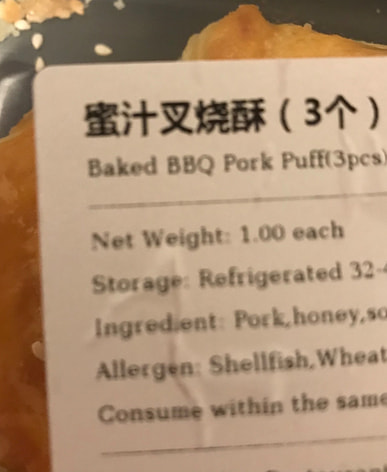 蜜汁叉烧酥（3个）
Baked BBQ Pork Puff(3pcs)
Net Weight: 1.00 each
Storage: Refrigerated 32-
Ingredient: Pork,honey,so
Allergen: Shellfish,Wheat
Consume within the same